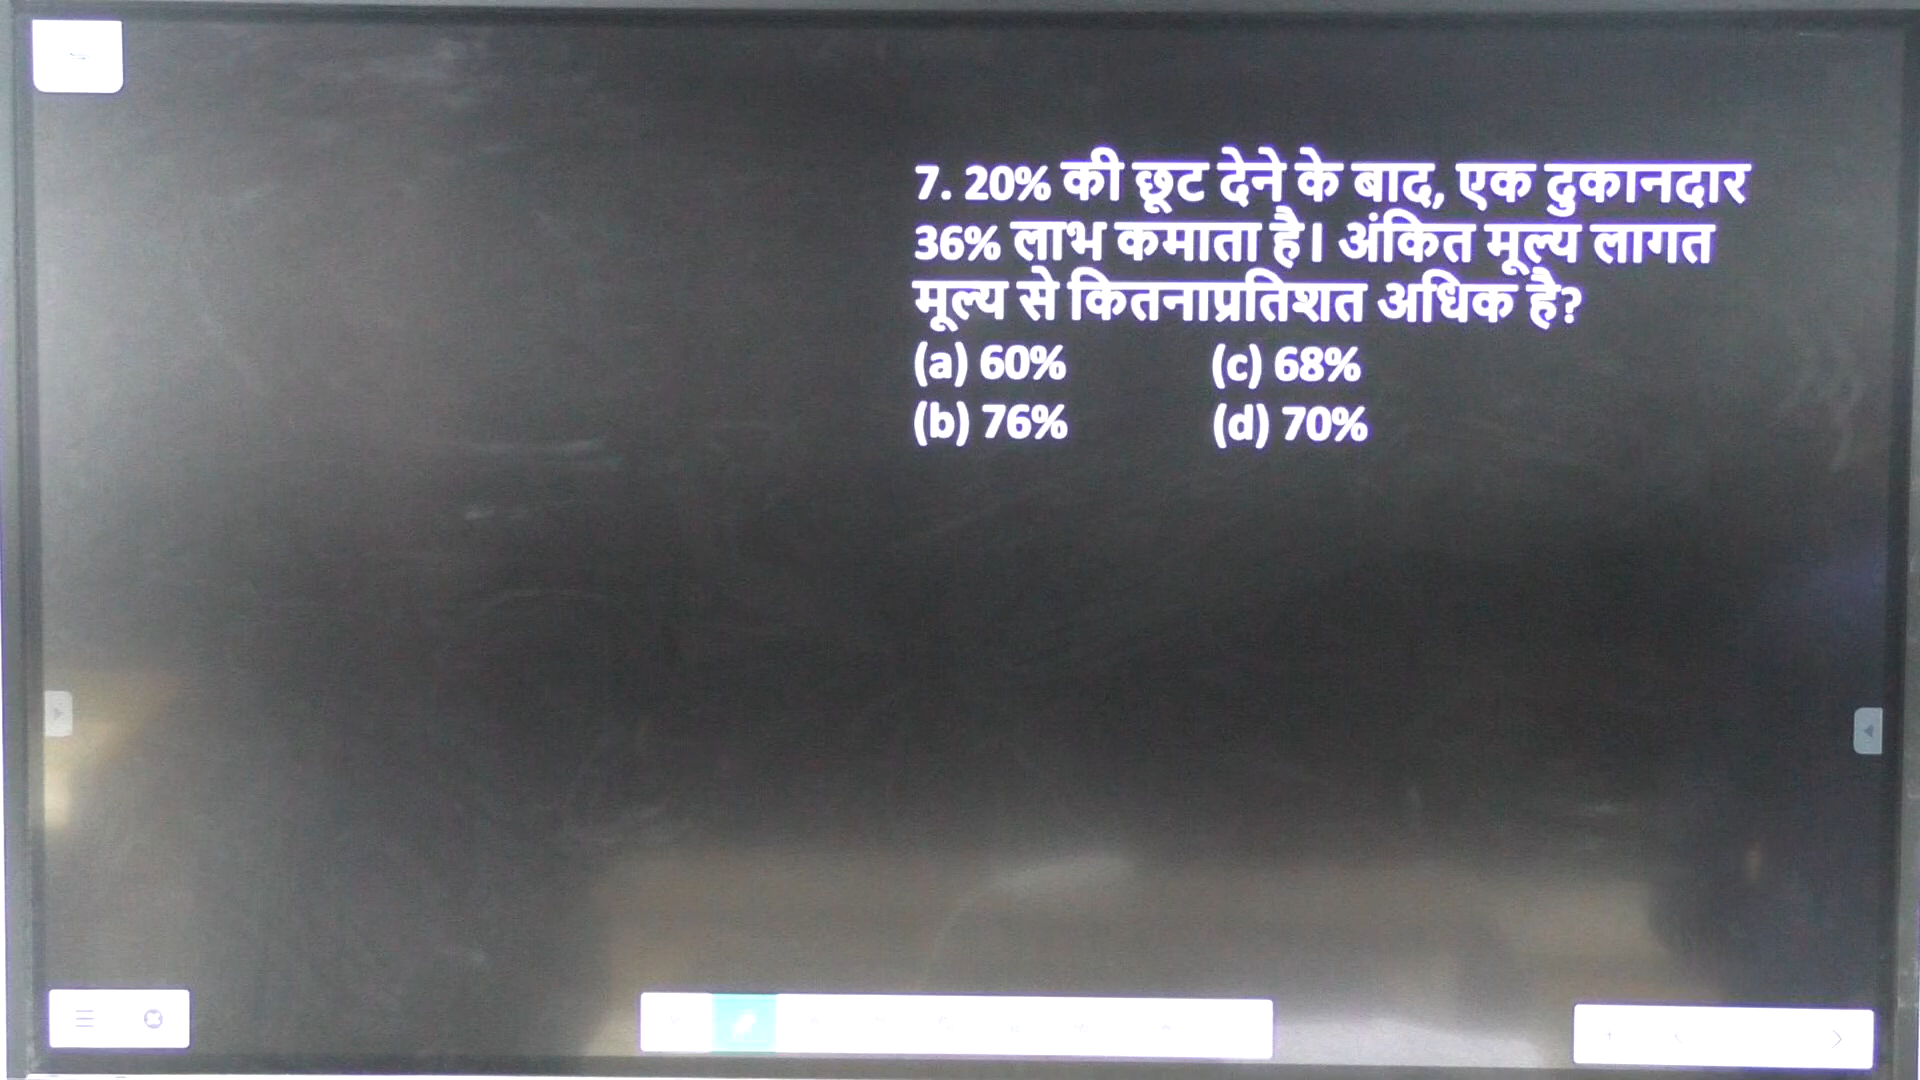 7. 20% की छूट देने के बाद, एक दुकानदार
36% लाभ कमाता है। अंकित मूल्य लागत
मूल्य से कितनाप्रतिशत अधिक है?
(a) 60% (c) 68%
(b) 76% (d) 70%